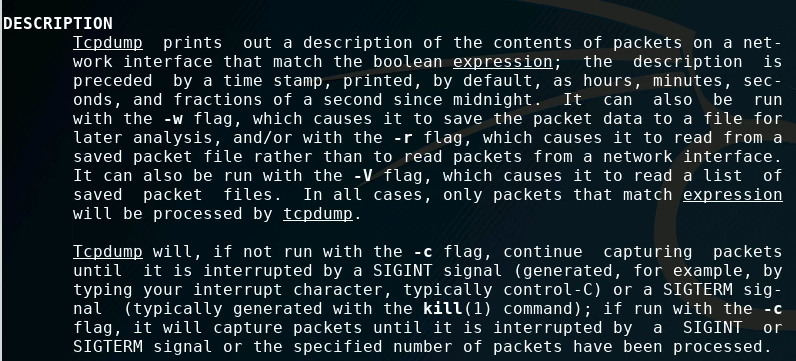 DESCRIPTION
Tcpdump prints out a description of the contents of packets on a net-
work interface that match the boolean expression; the description is
preceded by a time stamp, printed, by default, as hours, minutes, sec-
onds, and fractions of a second since midnight. It can also be run
with the -w flag, which causes it to save the packet data to a file for
later analysis, and/or with the -r flag, which causes it to read from a
saved packet file rather than to read packets from a network interface.
It can also be run with the -V flag, which causes it to read a list of
saved packet files. In all cases, only packets that match expression
will be processed by tcpdump.
Tcpdump will, if not run with the -c flag, continue capturing packets
until it is interrupted by a SIGINT signal (generated, for example, by
typing your interrupt character, typically control-C) or a SIGTERM sig-
nal (typically generated with the kill(1) command); if run with the -c
flag, it will capture packets until it is interrupted by a SIGINT or
SIGTERM signal or the specified number of packets have been processed.